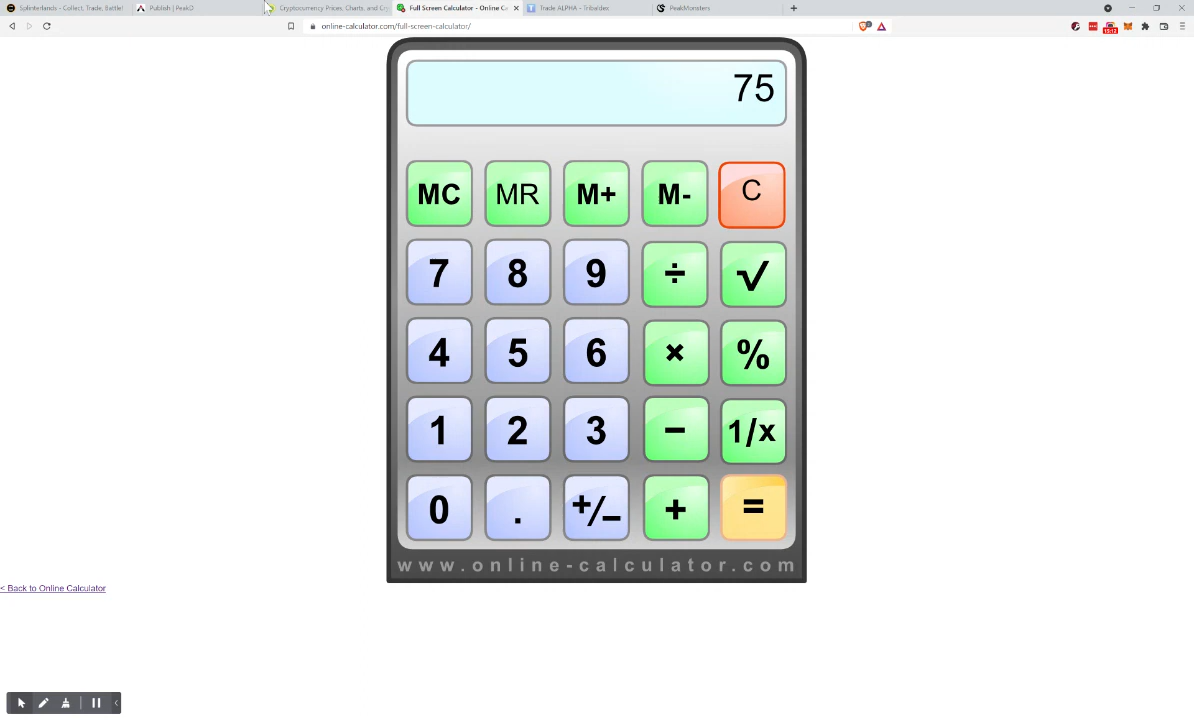 Splinterlands - Collect, Trade, Battle!
Publish | PeakD
Cryptocurrency Prices, Charts, and Cry
Full Screen Calculator - Online Ca
Trade ALPHA - Tribaldex
PeakMonsters
online-calculator.com/full-screen-calculator/
15:12
75
MC MR M+ M- C
7 8 9 ÷ √
4 5 6 × %
1 2 3 − 1/x
0 . +/− + =
www.online-calculator.com
< Back to Online Calculator